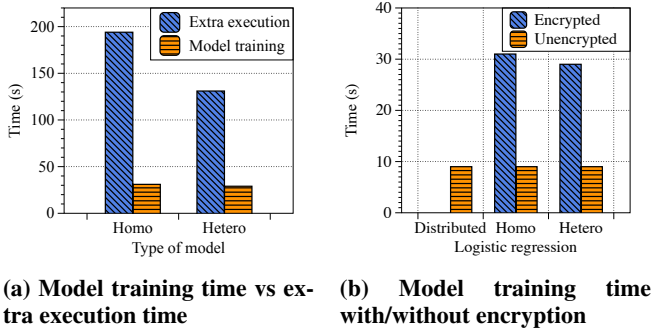 200
150
100
50
0
Time (s)
Extra execution
Model training
Homo Hetero
Type of model
(a) Model training time vs ex-
tra execution time
40
30
20
10
0
Time (s)
Encrypted
Unencrypted
Distributed Homo Hetero
Logistic regression
(b) Model training time
with/without encryption